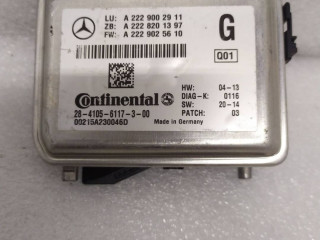 LU: A 222 900 29 11
ZB: A 222 820 13 97
FW: A 222 902 56 10
G
Q01
Continental
28-4105-6117-3-00
00215A230046D
HW: 04-13
DIAG-K: 0116
SW: 20-14
PATCH: 03
Made in Germany